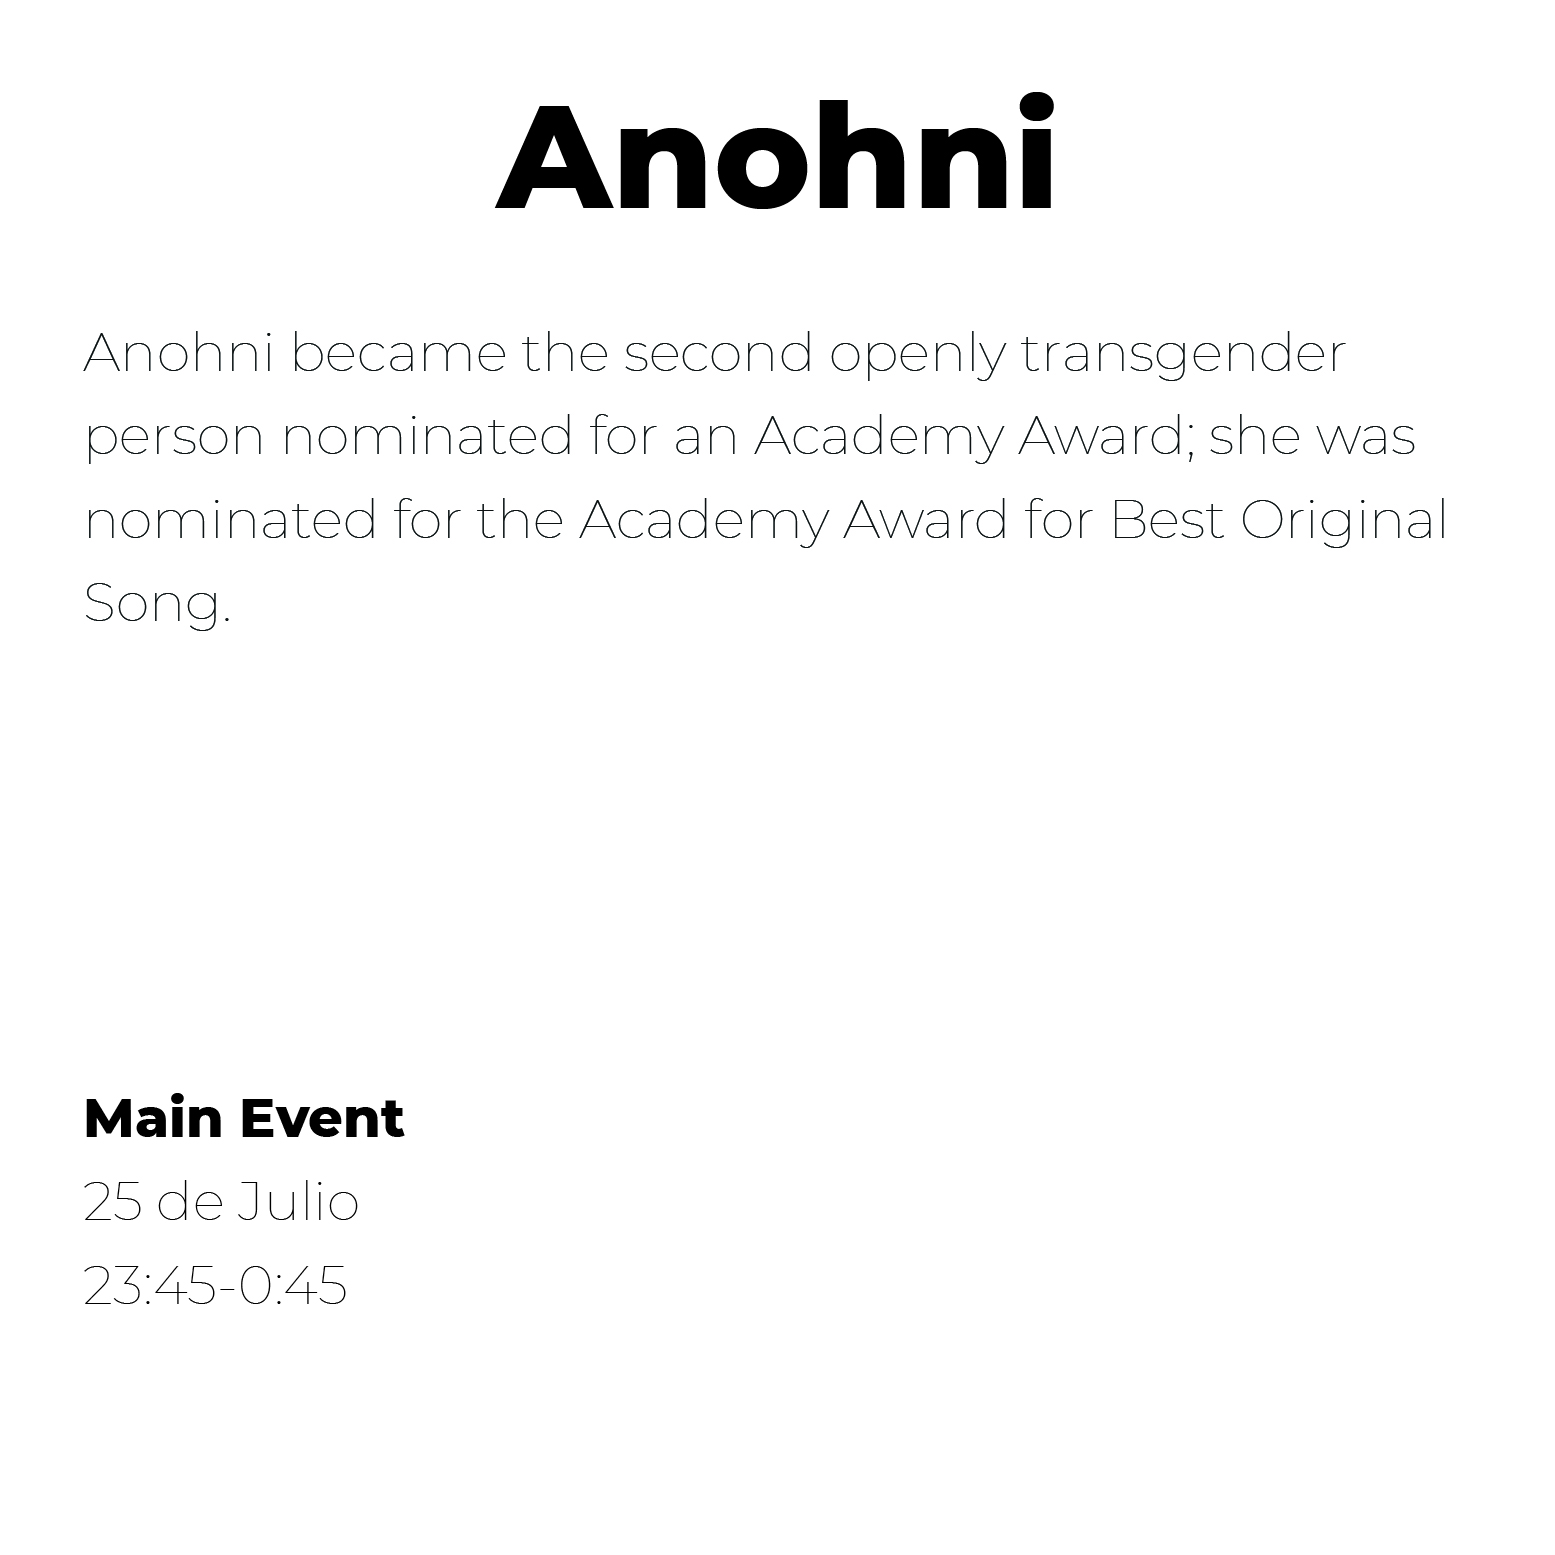 Anohni
Anohni became the second openly transgender
person nominated for an Academy Award; she was
nominated for the Academy Award for Best Original
Song.
Main Event
25 de Julio
23:45-0:45